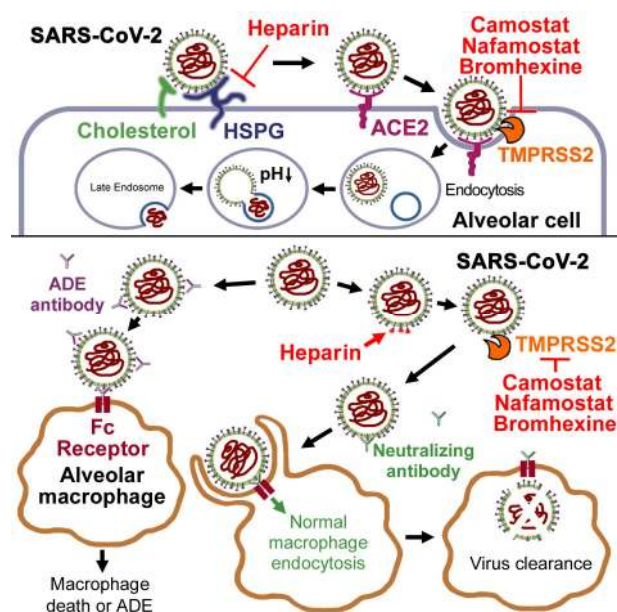 SARS-CoV-2
Heparin
Camostat
Nafamostat
Bromhexine
Cholesterol
HSPG
ACE2
TMPRSS2
Late Endosome
pH↓
Endocytosis
Alveolar cell
ADE
antibody
SARS-CoV-2
Heparin
TMPRSS2
Camostat
Nafamostat
Bromhexine
Fc
Receptor
Alveolar
macrophage
Neutralizing
antibody
Normal
macrophage
endocytosis
Virus clearance
Macrophage
death or ADE